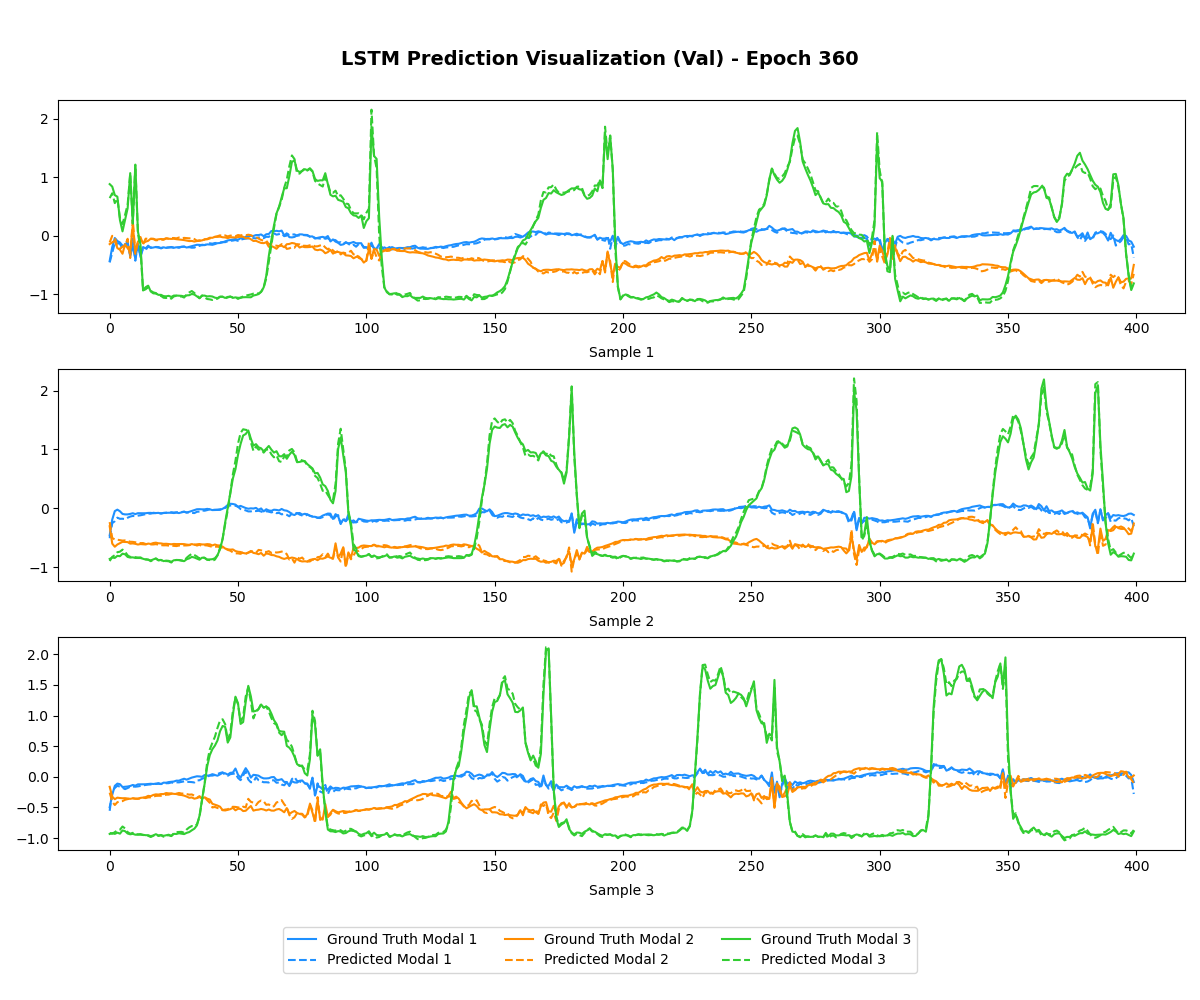 LSTM Prediction Visualization (Val) - Epoch 360
2
1
0
−1
0 50 100 150 200 250 300 350 400
Sample 1
2
1
0
−1
0 50 100 150 200 250 300 350 400
Sample 2
2.0
1.5
1.0
0.5
0.0
−0.5
−1.0
0 50 100 150 200 250 300 350 400
Sample 3
Ground Truth Modal 1 Ground Truth Modal 2 Ground Truth Modal 3
Predicted Modal 1 Predicted Modal 2 Predicted Modal 3